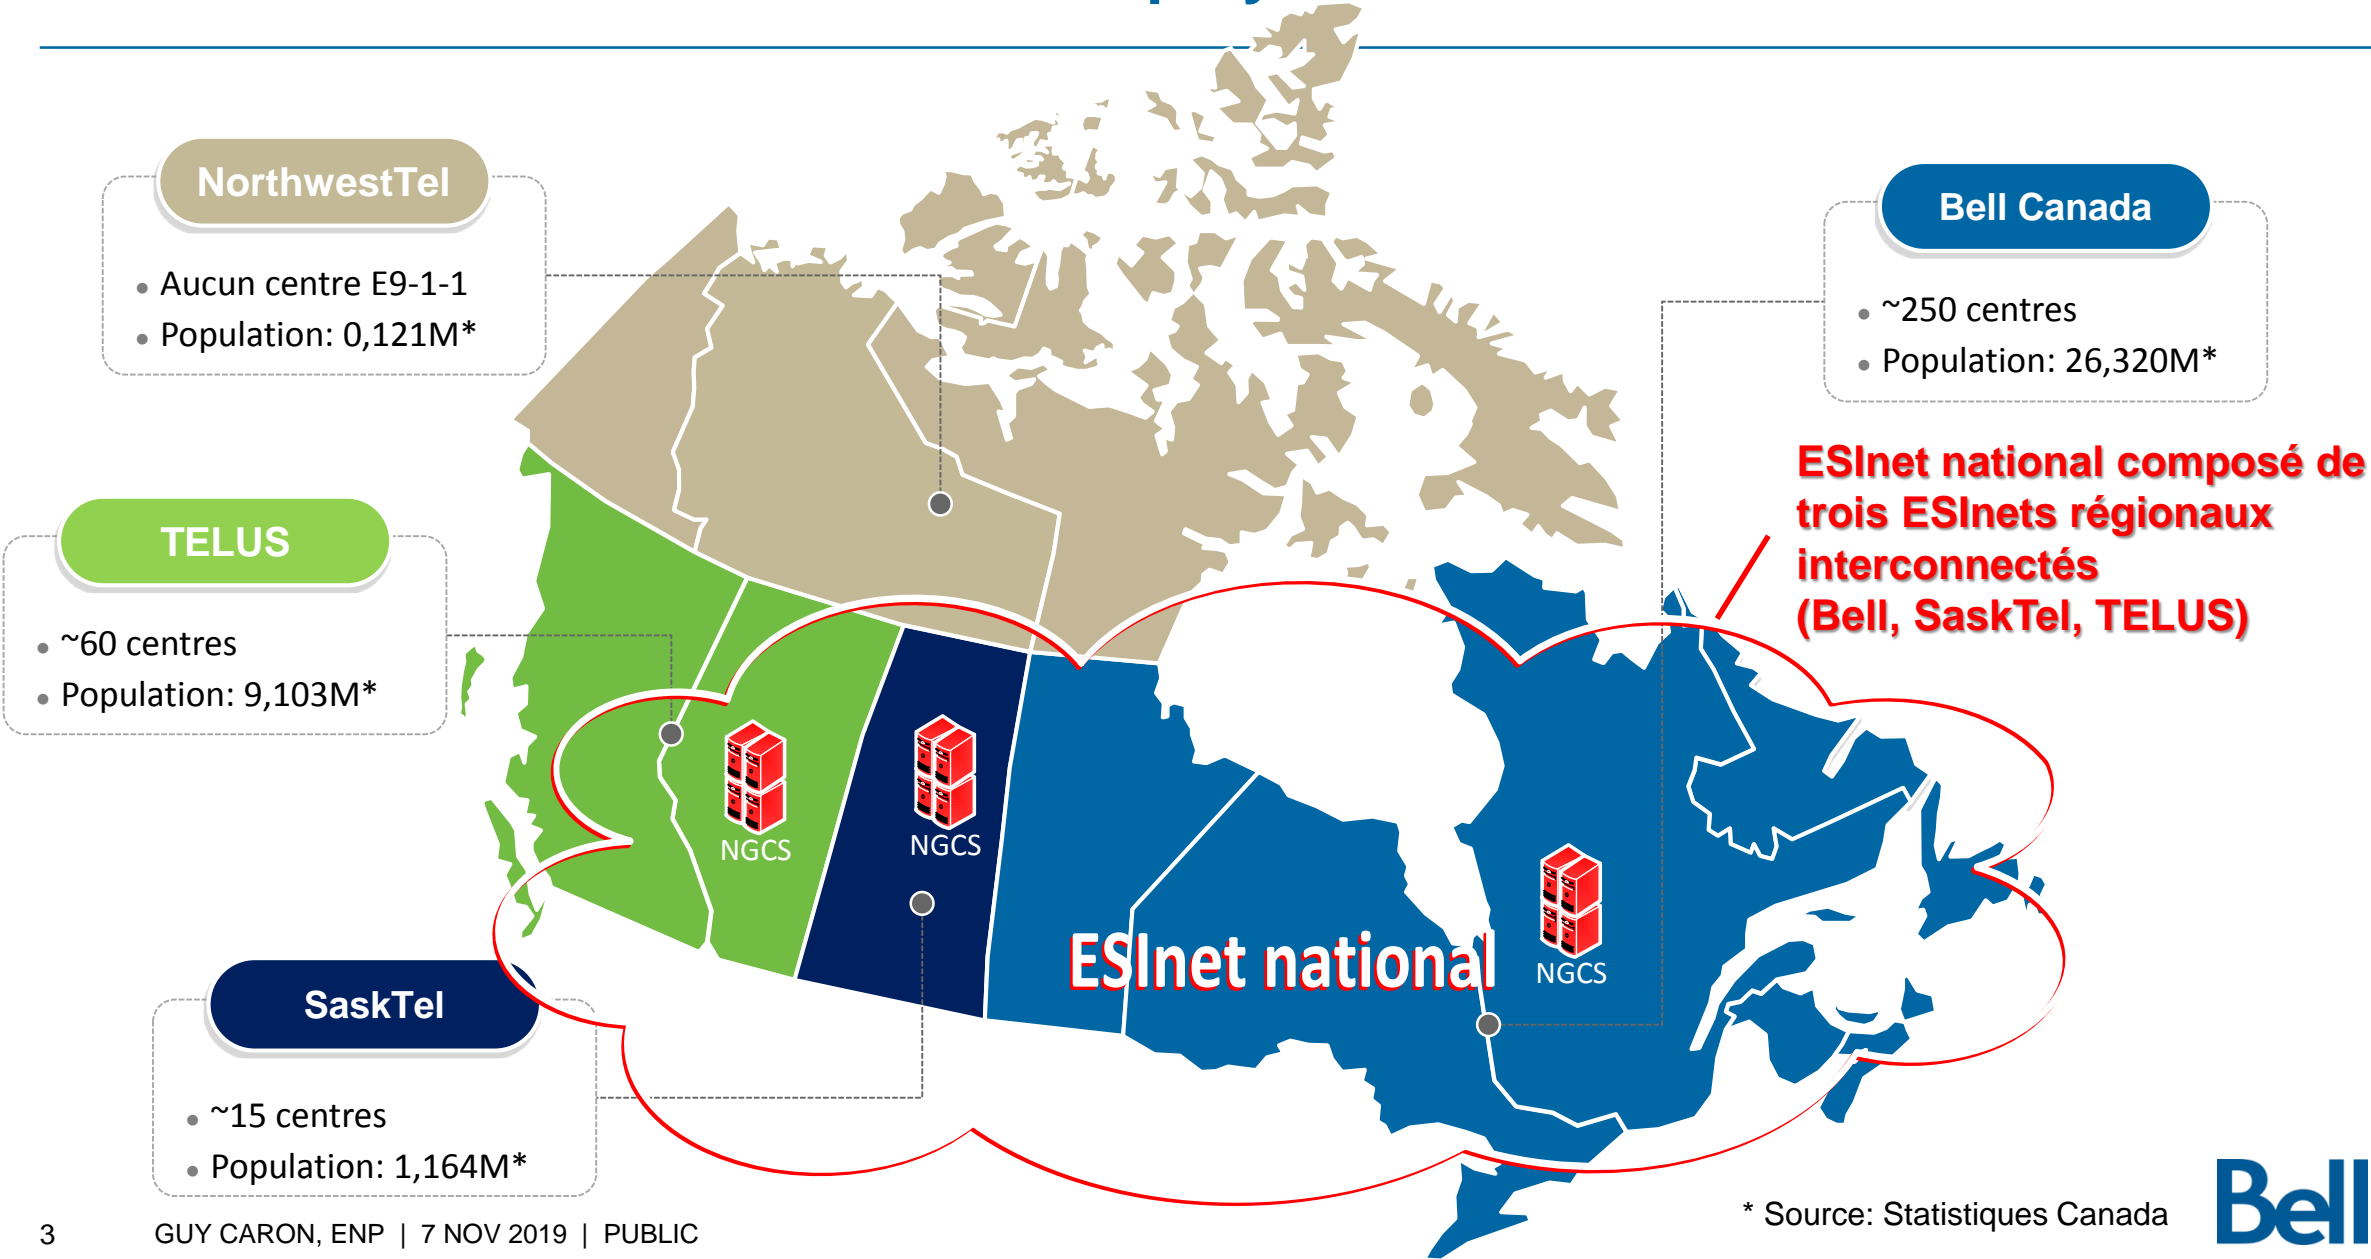 NorthwestTel
• Aucun centre E9-1-1
• Population: 0,121M*
Bell Canada
• ~250 centres
• Population: 26,320M*
ESInet national composé de
trois ESInets régionaux
interconnectés
(Bell, SaskTel, TELUS)
TELUS
• ~60 centres
• Population: 9,103M*
NGCS
NGCS
NGCS
ESInet national
SaskTel
• ~15 centres
• Population: 1,164M*
* Source: Statistiques Canada
Bell
3 GUY CARON, ENP | 7 NOV 2019 | PUBLIC